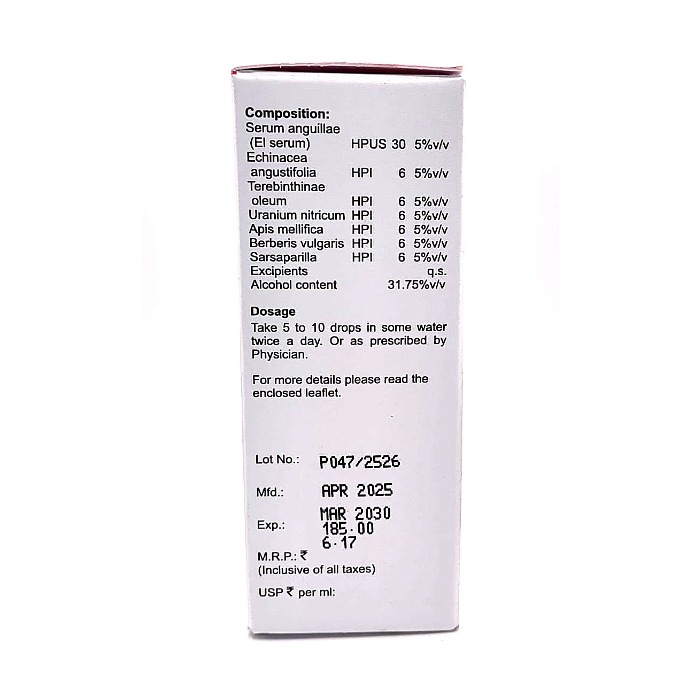 Composition:
Serum anguillae
(El serum) HPUS 30 5%v/v
Echinacea
angustifolia HPI 6 5%v/v
Terebinthinae
oleum HPI 6 5%v/v
Uranium nitricum HPI 6 5%v/v
Apis mellifica HPI 6 5%v/v
Berberis vulgaris HPI 6 5%v/v
Sarsaparilla HPI 6 5%v/v
Excipients q.s.
Alcohol content 31.75%v/v
Dosage
Take 5 to 10 drops in some water
twice a day. Or as prescribed by
Physician.
For more details please read the
enclosed leaflet.
Lot No.: P047/2526
Mfd.: APR 2025
MAR 2030
Exp.: 185.00
6.17
M.R.P.: ₹
(Inclusive of all taxes)
USP ₹ per ml: